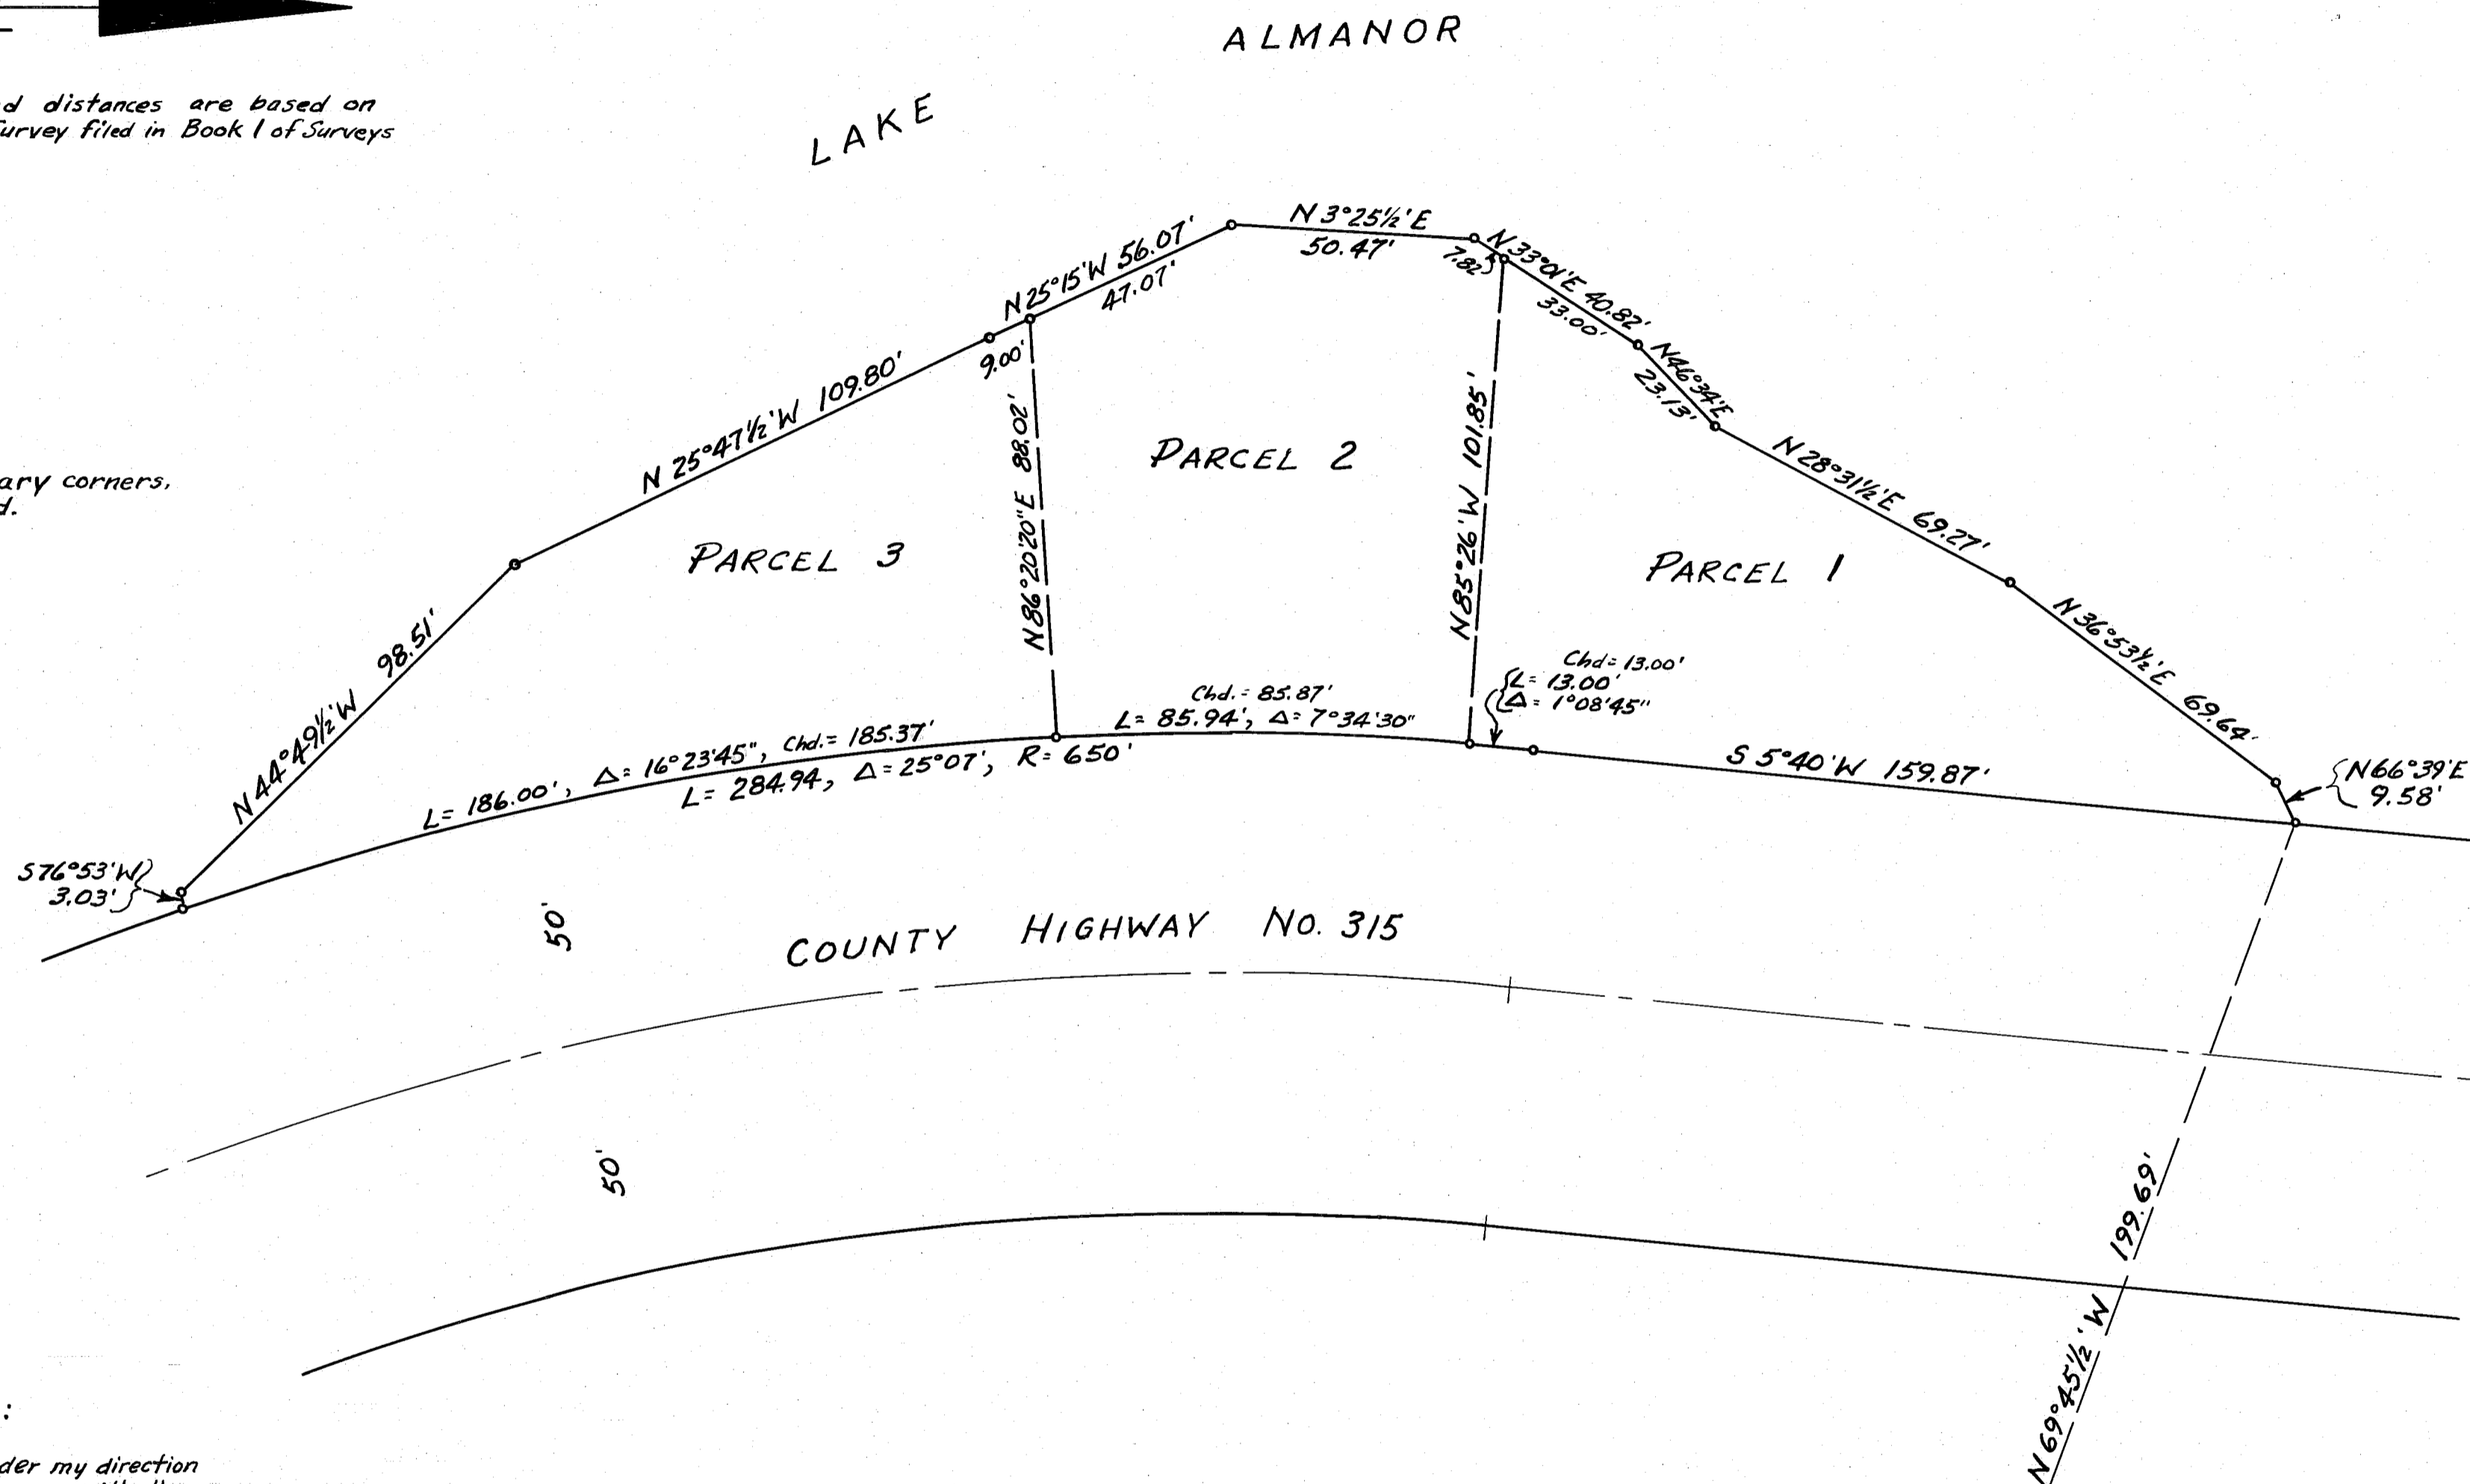 ALMANOR
LAKE
d distances are based on
Survey filed in Book 1 of Surveys
N 3°25½'E
50.47'
N 25°15'W 56.07'
47.07'
9.00'
N 33°01'E 40.82'
7.82'
33.00'
N46°34'E
23.13'
N 25°47½'W 109.80'
N 28°31½'E 69.27'
N 36°53½'E 69.64'
N66°39'E
9.58'
ary corners,
d.
PARCEL 3
PARCEL 2
PARCEL 1
N86°20'20"E 88.02'
N85°26'W 101.85'
N44°49½'W 98.51'
Chd = 13.00'
L = 13.00'
Δ = 1°08'45"
Chd. = 85.87'
L = 85.94', Δ = 7°34'30"
L = 186.00', Δ = 16°23'45", Chd. = 185.37'
L = 284.94, Δ = 25°07', R = 650'
S 5°40'W 159.87'
S76°53'W
3.03'
50'
COUNTY HIGHWAY NO. 315
50'
N69°45½'W 199.69'
:
der my direction